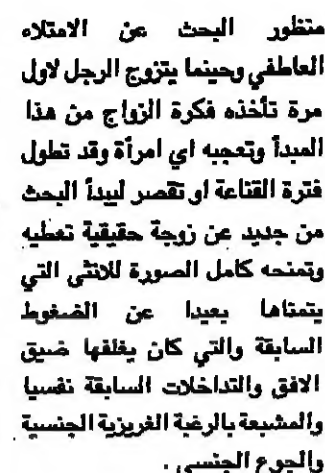 منظور البحث عن الامتلاء
العاطفي وحينما يتزوج الرجل لاول
مرة تأخذه فكرة الزواج من هذا
المبدأ وتعجبه اي امرأة وقد تطول
فترة القناعة او تقصر ليبدأ البحث
من جديد عن زوجة حقيقية تعطيه
وتمنحه كامل الصورة للانثى التي
يتمناها بعيدا عن الضغوط
السابقة والتي كان يغلفها ضيق
الافق والتداخلات السابقة نفسيا
والمشبعة بالرغبة الغريزية الجنسية
والجوع الجنسي .